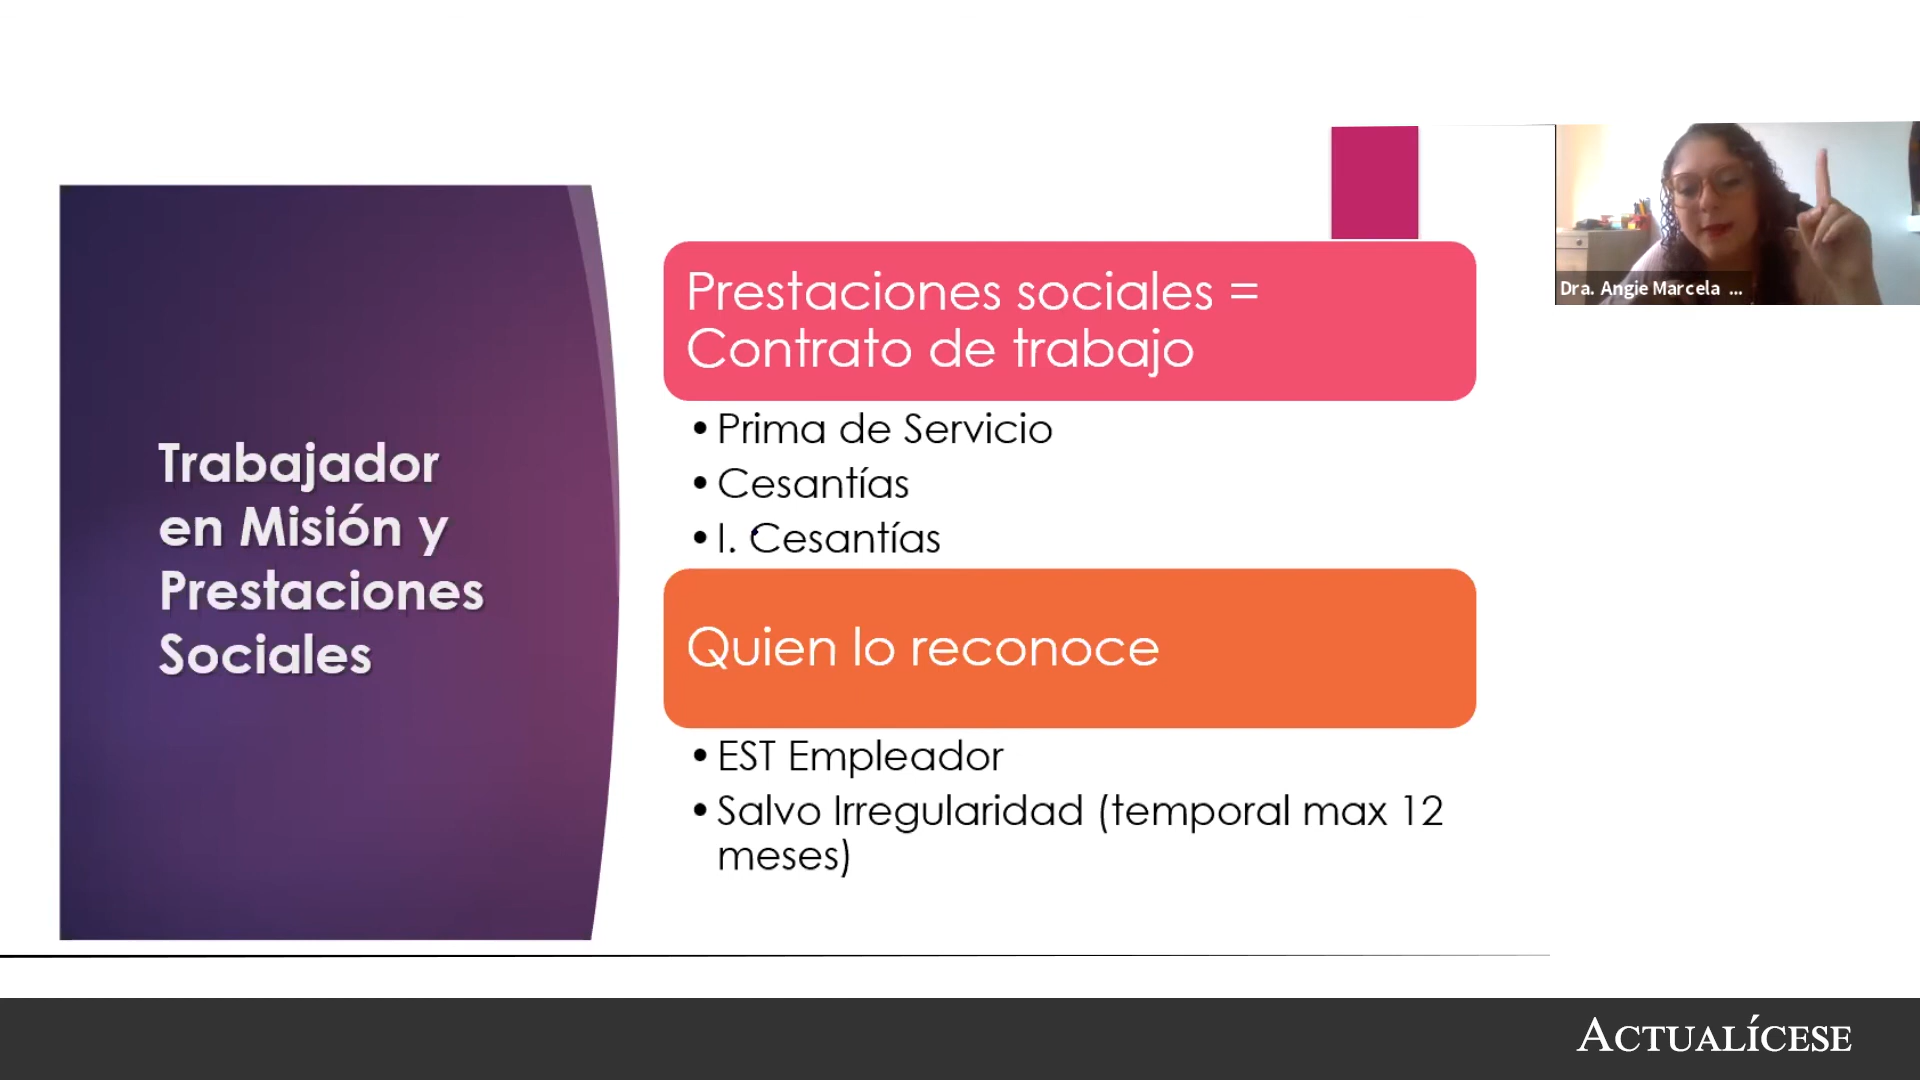 Trabajador
en Misión y
Prestaciones
Sociales
Prestaciones sociales =
Contrato de trabajo
• Prima de Servicio
• Cesantías
• I. Cesantías
Quien lo reconoce
• EST Empleador
• Salvo Irregularidad (temporal max 12
meses)
Dra. Angie Marcela ...
ACTUALÍCESE